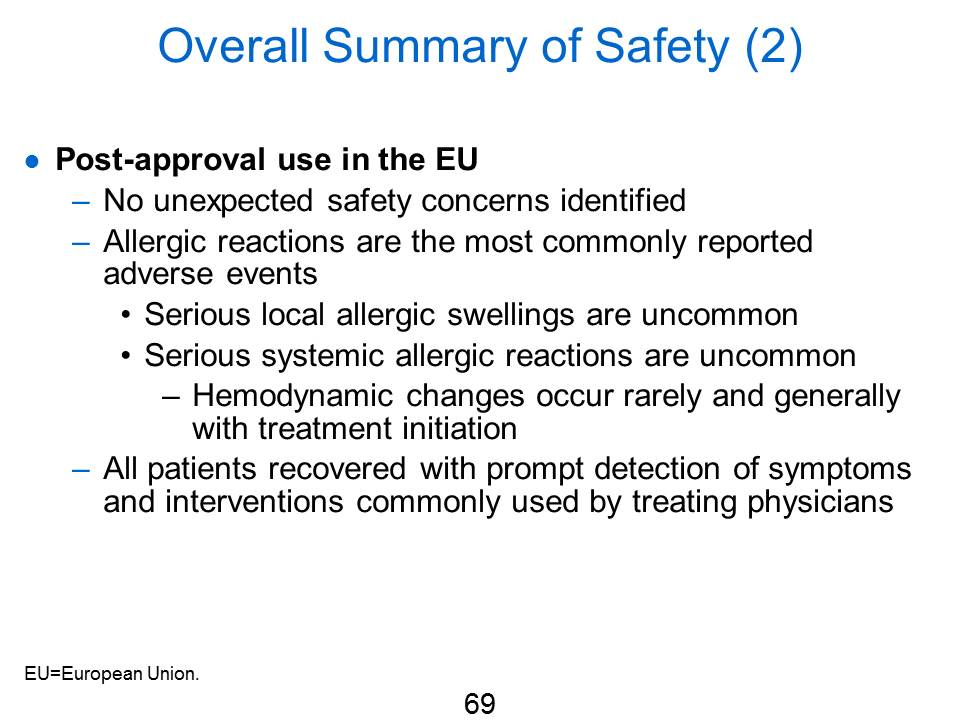 Overall Summary of Safety (2)
● Post-approval use in the EU
– No unexpected safety concerns identified
– Allergic reactions are the most commonly reported
adverse events
• Serious local allergic swellings are uncommon
• Serious systemic allergic reactions are uncommon
– Hemodynamic changes occur rarely and generally
with treatment initiation
– All patients recovered with prompt detection of symptoms
and interventions commonly used by treating physicians
EU=European Union.
69